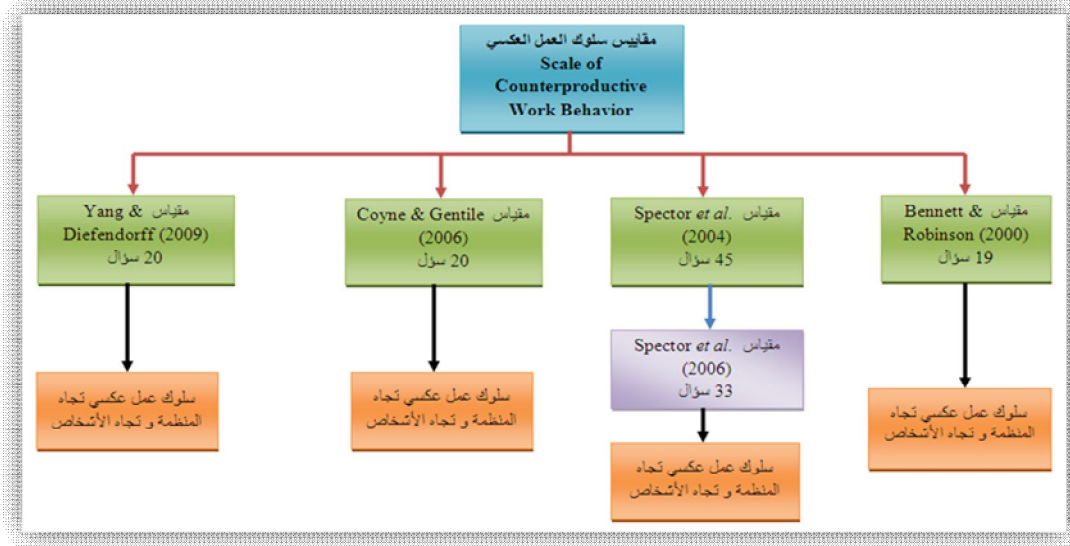 مقاييس سلوك العمل العكسي
Scale of
Counterproductive
Work Behavior
مقياس Bennett &
Robinson (2000)
19 سؤال
مقياس Spector et al.
(2004)
45 سؤال
مقياس Coyne & Gentile
(2006)
20 سؤل
مقياس Yang &
Diefendorff (2009)
20 سؤال
مقياس Spector et al.
(2006)
33 سؤال
سلوك عمل عكسي تجاه
المنظمة و تجاه الأشخاص
سلوك عمل عكسي تجاه
المنظمة و تجاه الأشخاص
سلوك عمل عكسي تجاه
المنظمة و تجاه الأشخاص
سلوك عمل عكسي تجاه
المنظمة و تجاه الأشخاص